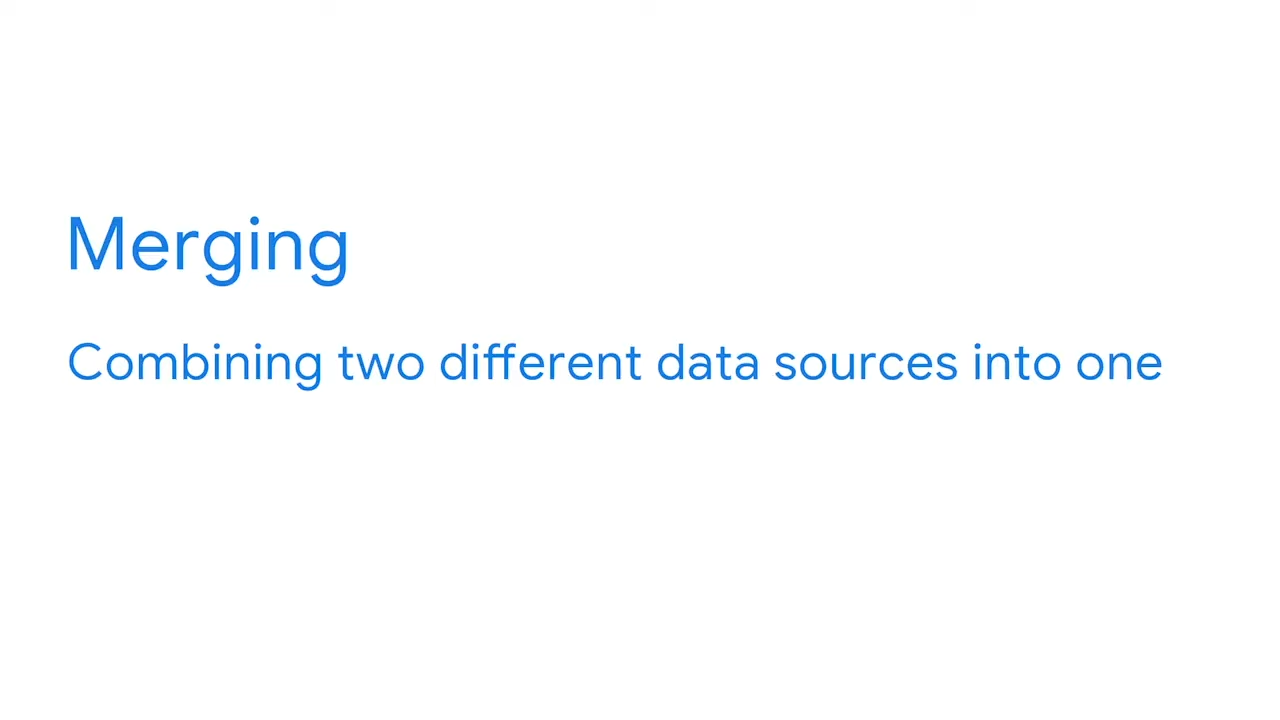 Merging
Combining two different data sources into one